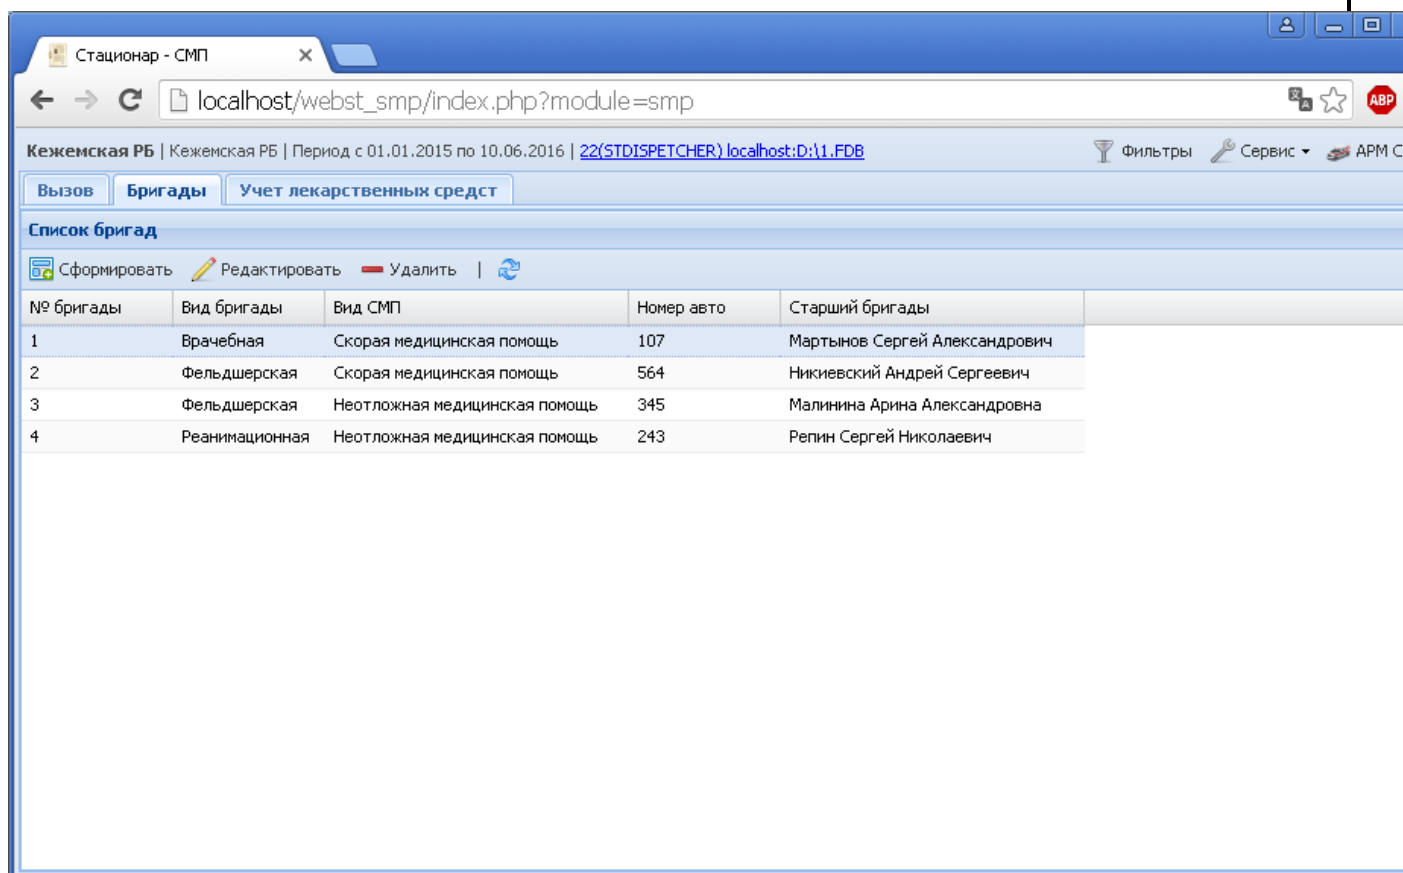 Стационар - СМП
localhost/webst_smp/index.php?module=smp
ABP
Кежемская РБ | Кежемская РБ | Период с 01.01.2015 по 10.06.2016 | 22(STDISPETCHER) localhost:D:\1.FDB Фильтры Сервис АРМ С
Вызов Бригады Учет лекарственных средст
Список бригад
Сформировать Редактировать Удалить |
№ бригады Вид бригады Вид СМП Номер авто Старший бригады
1 Врачебная Скорая медицинская помощь 107 Мартынов Сергей Александрович
2 Фельдшерская Скорая медицинская помощь 564 Никиевский Андрей Сергеевич
3 Фельдшерская Неотложная медицинская помощь 345 Малинина Арина Александровна
4 Реанимационная Неотложная медицинская помощь 243 Репин Сергей Николаевич